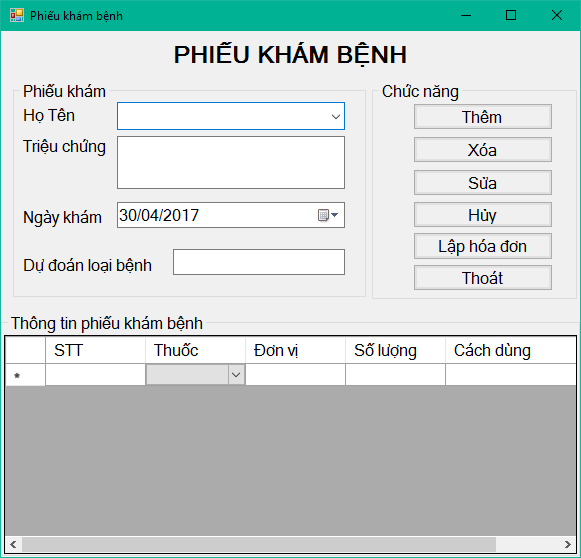 Phiếu khám bệnh
PHIẾU KHÁM BỆNH
Phiếu khám
Họ Tên
Triệu chứng
Ngày khám 30/04/2017
Dự đoán loại bệnh
Chức năng
Thêm
Xóa
Sửa
Hủy
Lập hóa đơn
Thoát
Thông tin phiếu khám bệnh
STT Thuốc Đơn vị Số lượng Cách dùng
*